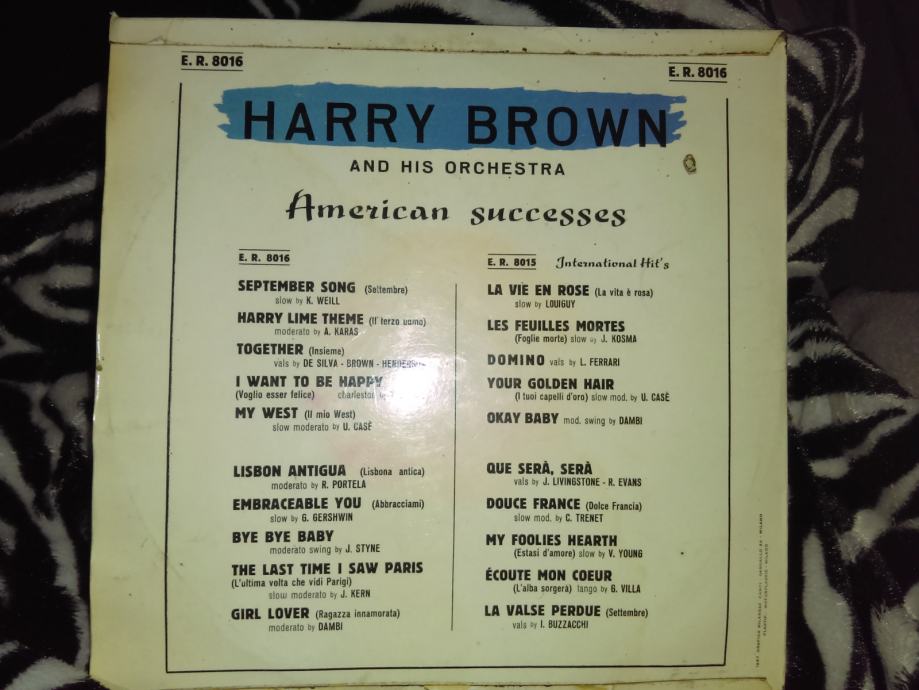 E. R. 8016
E. R. 8016
HARRY BROWN
AND HIS ORCHESTRA
American successes
E. R. 8016
SEPTEMBER SONG (Settembre)
slow by K. WEILL
HARRY LIME THEME (Il terzo uomo)
moderato by A. KARAS
TOGETHER (Insieme)
vals by DE SILVA - BROWN - HENDERSON
I WANT TO BE HAPPY
(Voglio esser felice) charleston by
MY WEST (Il mio West)
slow moderato by U. CASÉ
LISBON ANTIGUA (Lisbona antica)
moderato by R. PORTELA
EMBRACEABLE YOU (Abbracciami)
slow by G. GERSHWIN
BYE BYE BABY
moderato swing by J. STYNE
THE LAST TIME I SAW PARIS
(L'ultima volta che vidi Parigi)
slow moderato by J. KERN
GIRL LOVER (Ragazza innamorata)
moderato by DAMBI
E. R. 8015 International Hit's
LA VIE EN ROSE (La vita è rosa)
slow by LOUIGUY
LES FEUILLES MORTES
(Foglie morte) slow by J. KOSMA
DOMINO vals by L. FERRARI
YOUR GOLDEN HAIR
(I tuoi capelli d'oro) slow mod. by U. CASÈ
OKAY BABY mod. swing by DAMBI
QUE SERÀ, SERÀ
vals by J. LIVINGSTONE - R. EVANS
DOUCE FRANCE (Dolce Francia)
slow mod. by C. TRENET
MY FOOLIES HEARTH
(Estasi d'amore) slow by V. YOUNG
ÉCOUTE MON COEUR
(L'alba sorgerà) tango by G. VILLA
LA VALSE PERDUE (Settembre)
vals by I. BUZZACCHI